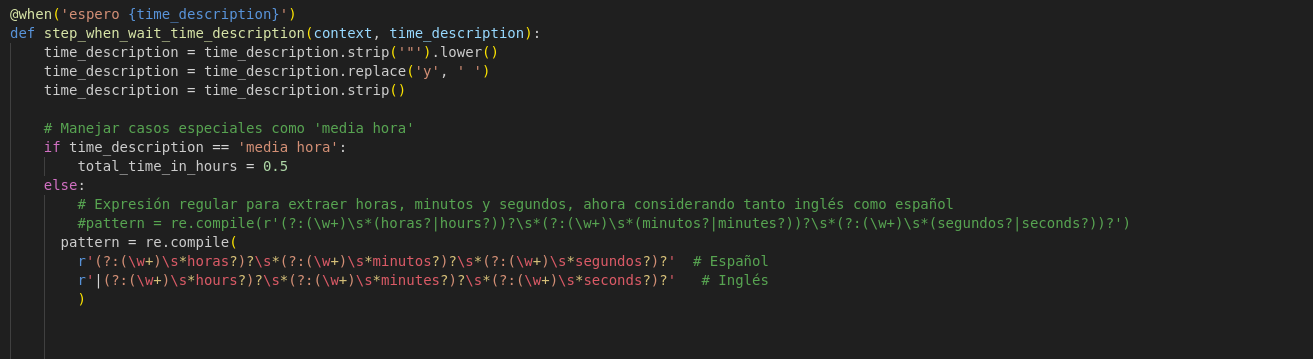 @when('espero {time_description}')
def step_when_wait_time_description(context, time_description):
    time_description = time_description.strip('"').lower()
    time_description = time_description.replace('y', ' ')
    time_description = time_description.strip()

    # Manejar casos especiales como 'media hora'
    if time_description == 'media hora':
        total_time_in_hours = 0.5
    else:
        # Expresión regular para extraer horas, minutos y segundos, ahora considerando tanto inglés como español
        #pattern = re.compile(r'(?:(\w+)\s*(horas?|hours?))?\s*(?:(\w+)\s*(minutos?|minutes?))?\s*(?:(\w+)\s*(segundos?|seconds?))?')
      pattern = re.compile(
        r'(?:(\w+)\s*horas?)?\s*(?:(\w+)\s*minutos?)?\s*(?:(\w+)\s*segundos?)?'  # Español
        r'|(?:(\w+)\s*hours?)?\s*(?:(\w+)\s*minutes?)?\s*(?:(\w+)\s*seconds?)?'   # Inglés
        )